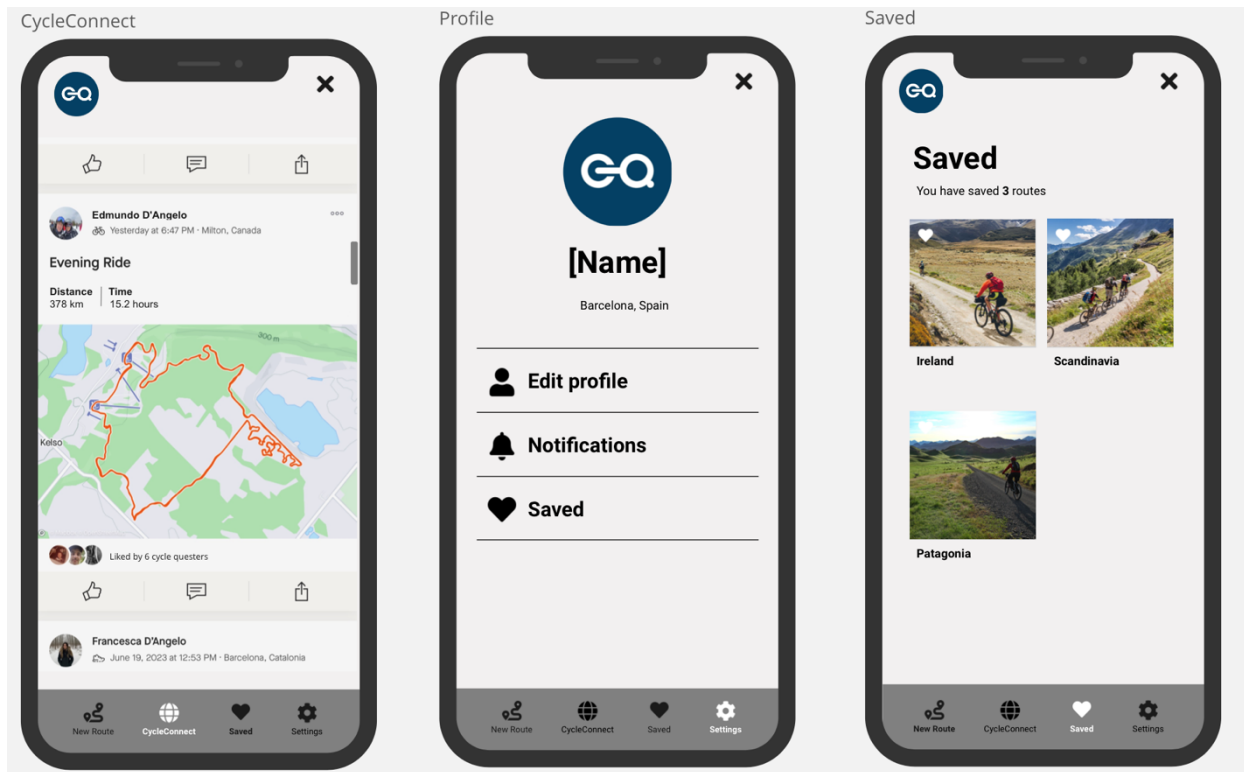 CycleConnect
Edmundo D'Angelo
Yesterday at 6:47 PM · Milton, Canada
Evening Ride
Distance Time
378 km 15.2 hours
300 m
Kelso
Liked by 6 cycle questers
Francesca D'Angelo
June 19, 2023 at 12:53 PM · Barcelona, Catalonia
New Route CycleConnect Saved Settings
Profile
[Name]
Barcelona, Spain
Edit profile
Notifications
Saved
New Route CycleConnect Saved Settings
Saved
Saved
You have saved 3 routes
Ireland Scandinavia
Patagonia
New Route CycleConnect Saved Settings